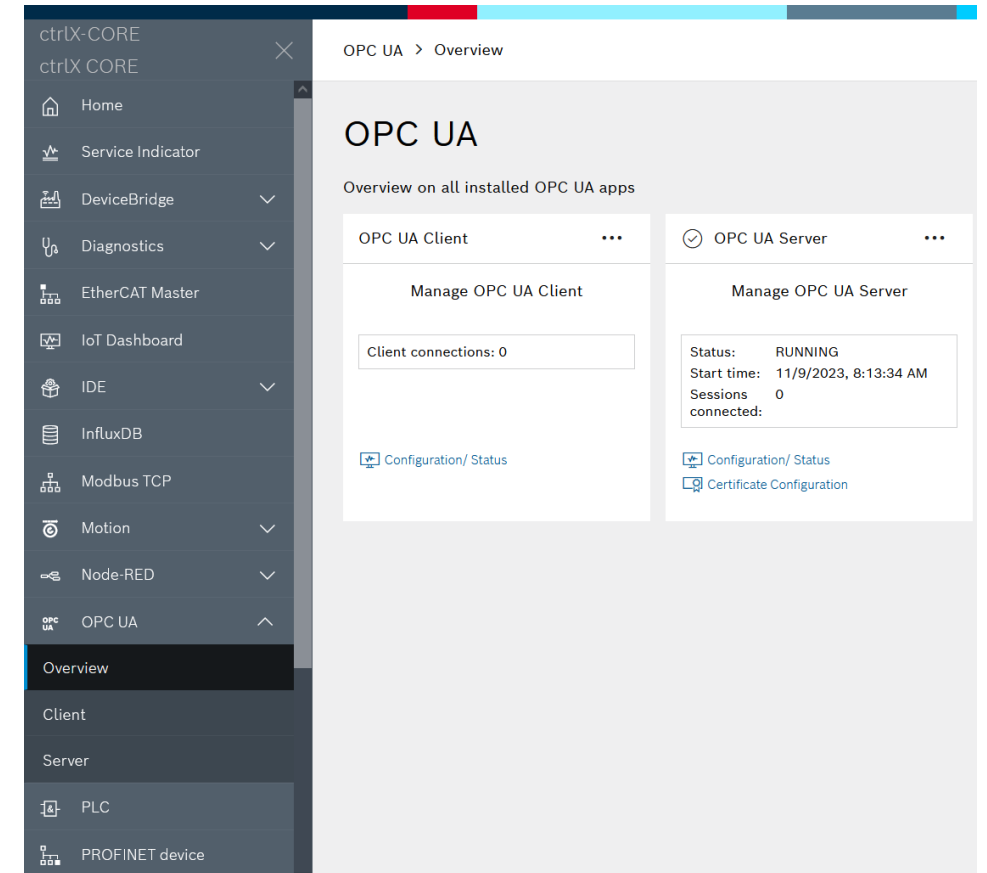 ctrlX-CORE
ctrlX CORE
Home
Service Indicator
DeviceBridge
Diagnostics
EtherCAT Master
IoT Dashboard
IDE
InfluxDB
Modbus TCP
Motion
Node-RED
OPC UA
OPC UA
Overview
Client
Server
&
PLC
PROFINET device
OPC UA > Overview
OPC UA
Overview on all installed OPC UA apps
OPC UA Client
Manage OPC UA Client
Client connections: 0
Configuration/ Status
OPC UA Server
Manage OPC UA Server
Status: RUNNING
Start time: 11/9/2023, 8:13:34 AM
Sessions 0
connected:
Configuration/ Status
Certificate Configuration